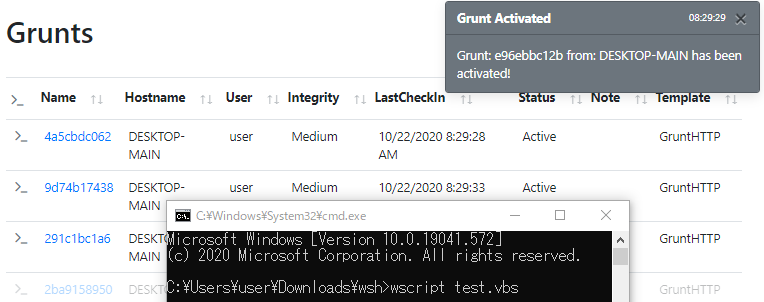 Grunts
Grunt Activated 08:29:29
Grunt: e96ebbc12b from: DESKTOP-MAIN has been
activated!
Name Hostname User Integrity LastCheckIn Status Note Template
4a5cbdc062 DESKTOP-MAIN user Medium 10/22/2020 8:29:28 AM Active GruntHTTP
9d74b17438 DESKTOP-MAIN user Medium 10/22/2020 8:29:33 Active GruntHTTP
291c1bc1a6 GruntHTTP
2ba9158950 GruntHTTP
C:¥Windows¥System32¥cmd.exe
Microsoft Windows [Version 10.0.19041.572]
(c) 2020 Microsoft Corporation. All rights reserved.
C:¥Users¥user¥Downloads¥wsh>wscript test.vbs